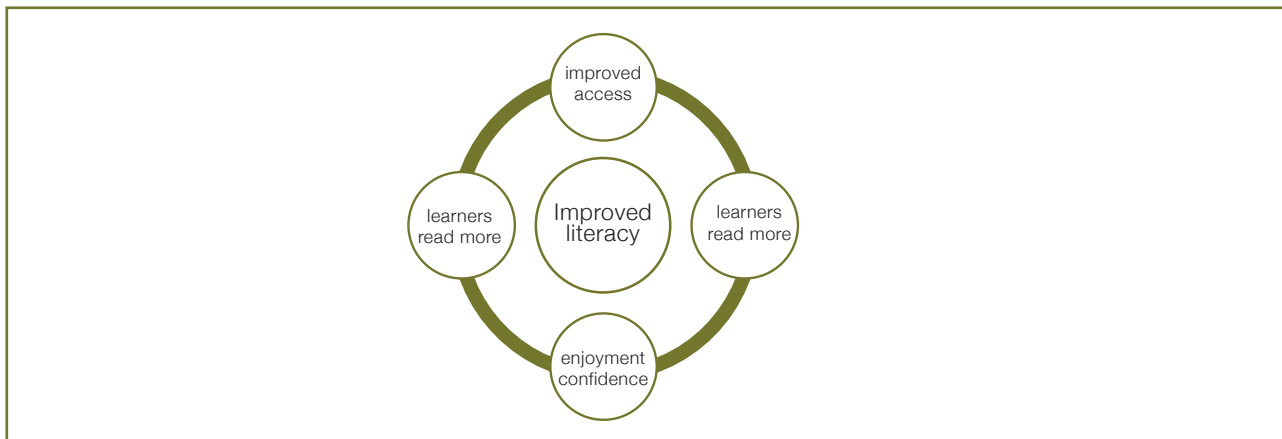 improved
access
learners
read more
Improved
literacy
learners
read more
enjoyment
confidence